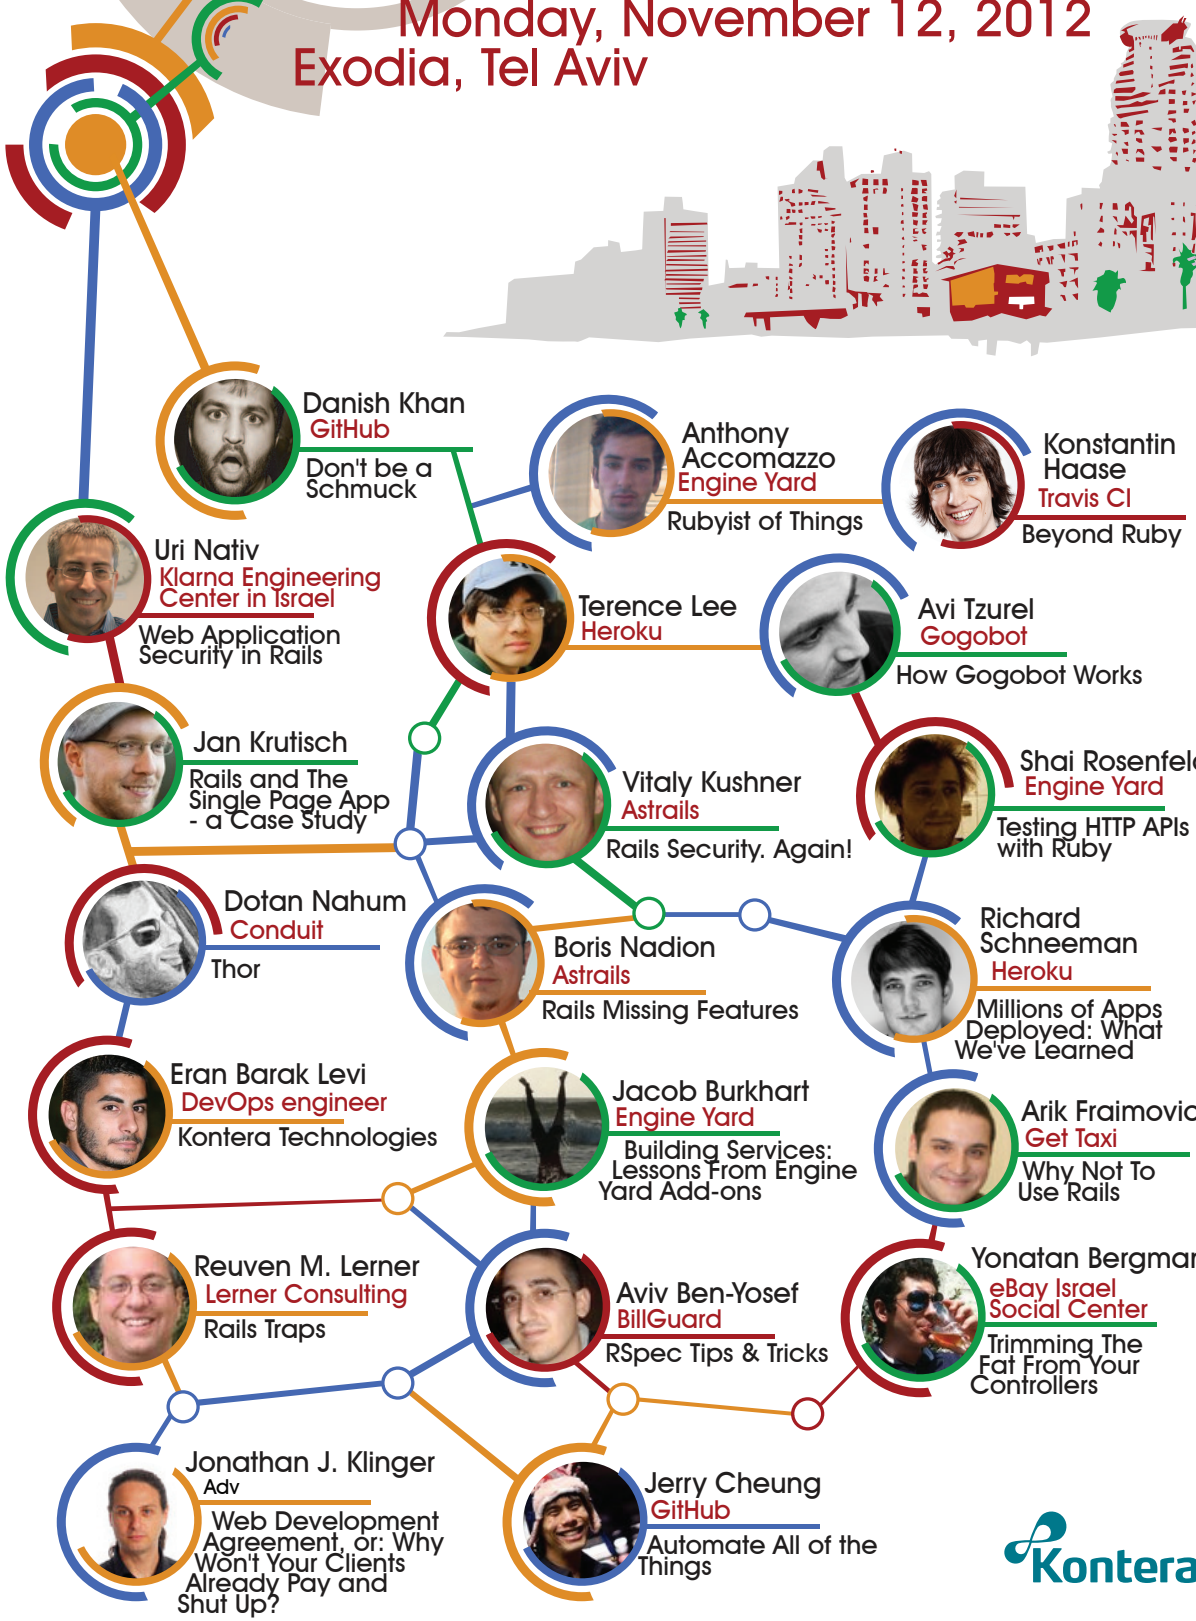 Monday, November 12, 2012
Exodia, Tel Aviv
Danish Khan
GitHub
Don't be a
Schmuck
Anthony
Accomazzo
Engine Yard
Rubyist of Things
Konstantin
Haase
Travis CI
Beyond Ruby
Uri Nativ
Klarna Engineering
Center in Israel
Web Application
Security in Rails
Terence Lee
Heroku
Avi Tzurel
Gogobot
How Gogobot Works
Jan Krutisch
Rails and The
Single Page App
- a Case Study
Vitaly Kushner
Astrails
Rails Security. Again!
Shai Rosenfel
Engine Yard
Testing HTTP APIs
with Ruby
Dotan Nahum
Conduit
Thor
Boris Nadion
Astrails
Rails Missing Features
Richard
Schneeman
Heroku
Millions of Apps
Deployed: What
We've Learned
Eran Barak Levi
DevOps engineer
Kontera Technologies
Jacob Burkhart
Engine Yard
Building Services:
Lessons From Engine
Yard Add-ons
Arik Fraimovic
Get Taxi
Why Not To
Use Rails
Reuven M. Lerner
Lerner Consulting
Rails Traps
Aviv Ben-Yosef
BillGuard
RSpec Tips & Tricks
Yonatan Bergman
eBay Israel
Social Center
Trimming The
Fat From Your
Controllers
Jonathan J. Klinger
Adv
Web Development
Agreement, or: Why
Won't Your Clients
Already Pay and
Shut Up?
Jerry Cheung
GitHub
Automate All of the
Things
Kontera